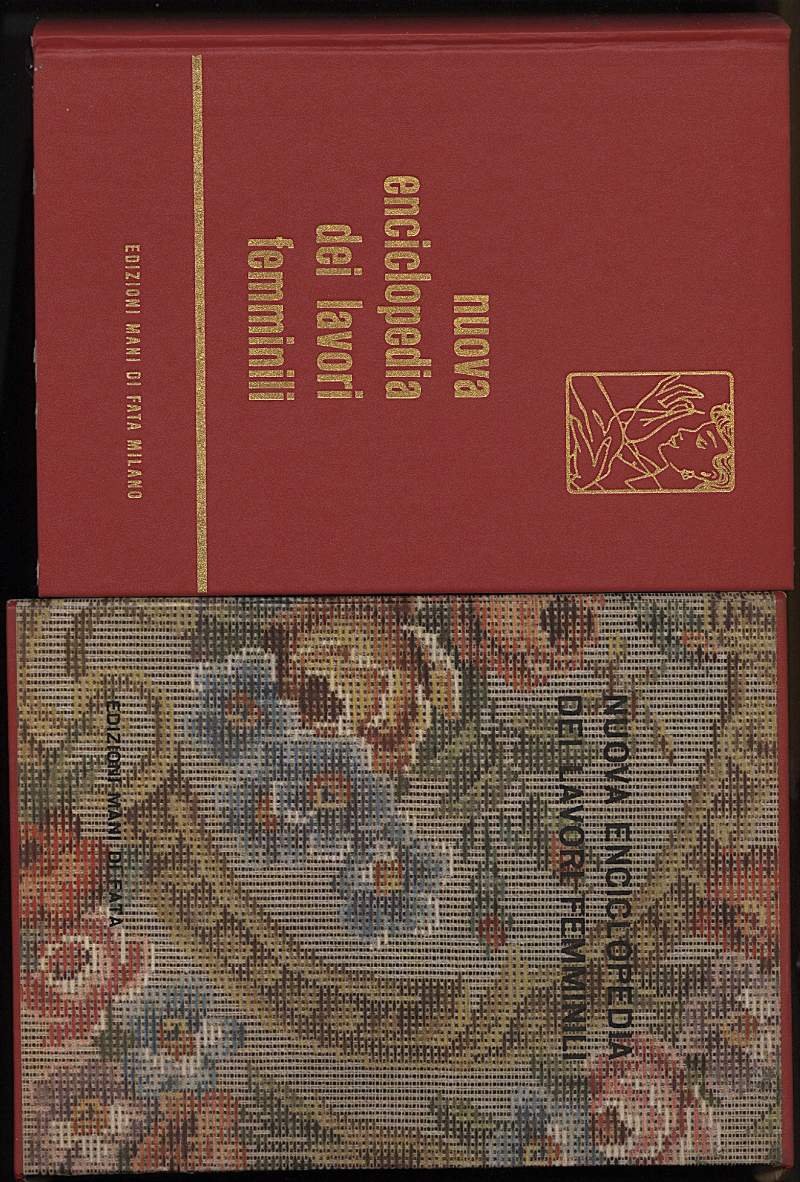 nuova
enciclopedia
dei lavori
femminili
EDIZIONI MANI DI FATA MILANO
NUOVA ENCICLOPEDIA
DEI LAVORI FEMMINILI
EDIZIONI MANI DI FATA